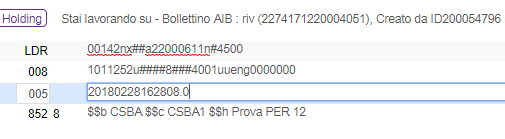 Holding Stai lavorando su - Bollettino AIB : riv (2274171220004051), Creato da ID200054796
LDR 00142nx##a22000611n#4500
008 1011252u####8###4001uueng0000000
005 20180228162808.0
852 8 $$b CSBA $$c CSBA1 $$h Prova PER 12